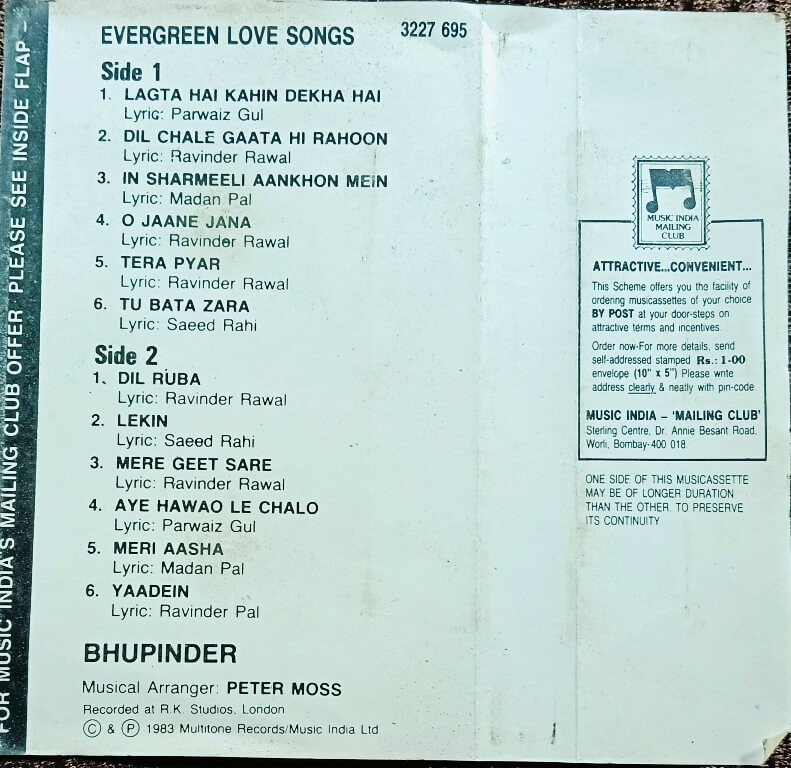 FOR MUSIC INDIA'S MAILING CLUB OFFER PLEASE SEE INSIDE FLAP –
EVERGREEN LOVE SONGS 3227 695
Side 1
1. LAGTA HAI KAHIN DEKHA HAI
Lyric: Parwaiz Gul
2. DIL CHALE GAATA HI RAHOON
Lyric: Ravinder Rawal
3. IN SHARMEELI AANKHON MEIN
Lyric: Madan Pal
4. O JAANE JANA
Lyric: Ravinder Rawal
5. TERA PYAR
Lyric: Ravinder Rawal
6. TU BATA ZARA
Lyric: Saeed Rahi
Side 2
1. DIL RUBA
Lyric: Ravinder Rawal
2. LEKIN
Lyric: Saeed Rahi
3. MERE GEET SARE
Lyric: Ravinder Rawal
4. AYE HAWAO LE CHALO
Lyric: Parwaiz Gul
5. MERI AASHA
Lyric: Madan Pal
6. YAADEIN
Lyric: Ravinder Pal
BHUPINDER
Musical Arranger: PETER MOSS
Recorded at R.K. Studios, London
© & ℗ 1983 Multitone Records/Music India Ltd
MUSIC INDIA
MAILING
CLUB
ATTRACTIVE...CONVENIENT...
This Scheme offers you the facility of
ordering musicassettes of your choice
BY POST at your door-steps on
attractive terms and incentives.
Order now-For more details, send
self-addressed stamped Rs.: 1-00
envelope (10" x 5") Please write
address clearly & neatly with pin-code.
MUSIC INDIA – 'MAILING CLUB'
Sterling Centre, Dr. Annie Besant Road,
Worli, Bombay-400 018.
ONE SIDE OF THIS MUSICASSETTE
MAY BE OF LONGER DURATION
THAN THE OTHER TO PRESERVE
ITS CONTINUITY